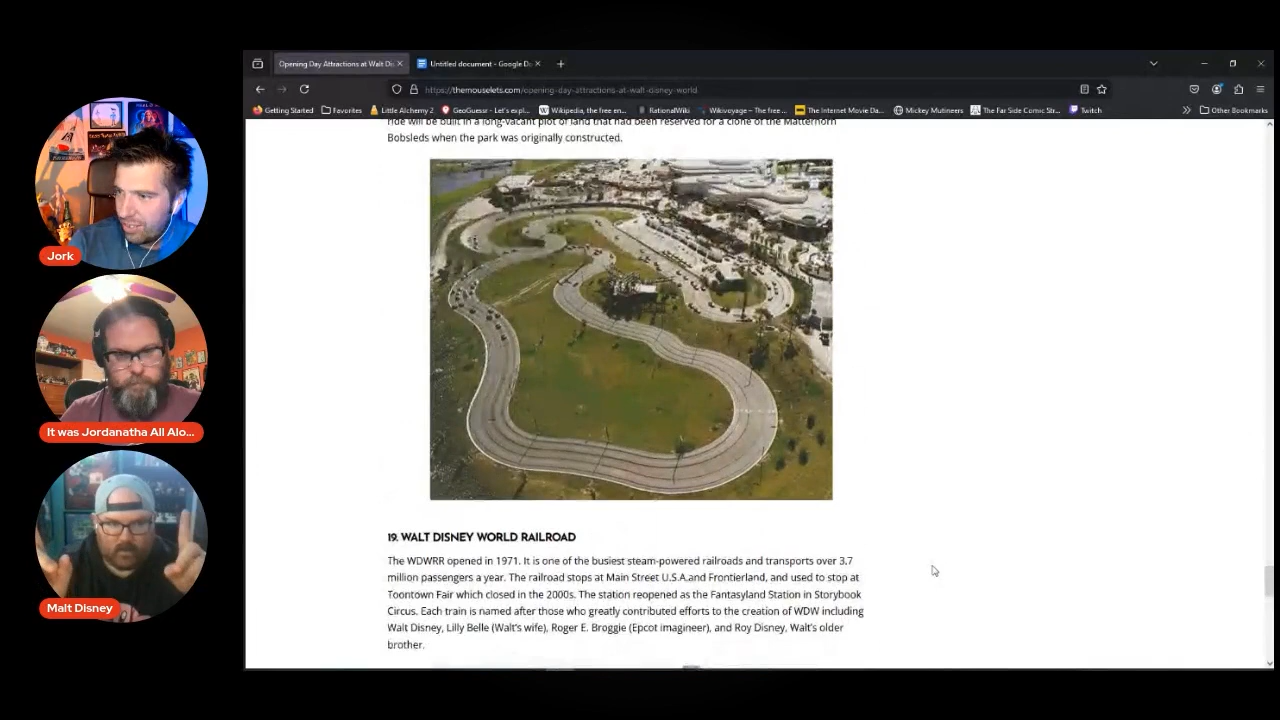 Opening Day Attractions at Walt Dis
Untitled document - Google Do
https://themouselets.com/opening-day-attractions-at-walt-disney-world
Getting Started
Favorites
Little Alchemy 2
GeoGuessr - Let's expl...
Wikipedia, the free en...
RationalWiki
Wikivoyage – The free...
The Internet Movie Da...
Mickey Mutineers
The Far Side Comic Str...
Twitch
Other Bookmarks
ride will be built in a long-vacant plot of land that had been reserved for a clone of the Matterhorn
Bobsleds when the park was originally constructed.
19. WALT DISNEY WORLD RAILROAD
The WDWRR opened in 1971. It is one of the busiest steam-powered railroads and transports over 3.7
million passengers a year. The railroad stops at Main Street U.S.A.and Frontierland, and used to stop at
Toontown Fair which closed in the 2000s. The station reopened as the Fantasyland Station in Storybook
Circus. Each train is named after those who greatly contributed efforts to the creation of WDW including
Walt Disney, Lilly Belle (Walt's wife), Roger E. Broggie (Epcot imagineer), and Roy Disney, Walt's older
brother.
Jork
It was Jordanatha All Alo...
Malt Disney